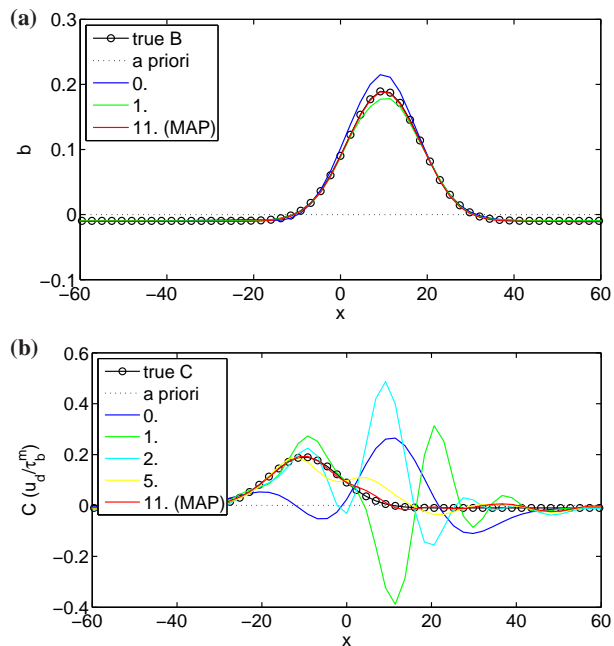 (a)
0.3
0.2
0.1
0
−0.1
b
true B
a priori
0.
1.
11. (MAP)
−60 −40 −20 0 20 40 60
x
(b)
0.6
0.4
0.2
0
−0.2
−0.4
C (u_d/τ_b^m)
true C
a priori
0.
1.
2.
5.
11. (MAP)
−60 −40 −20 0 20 40 60
x